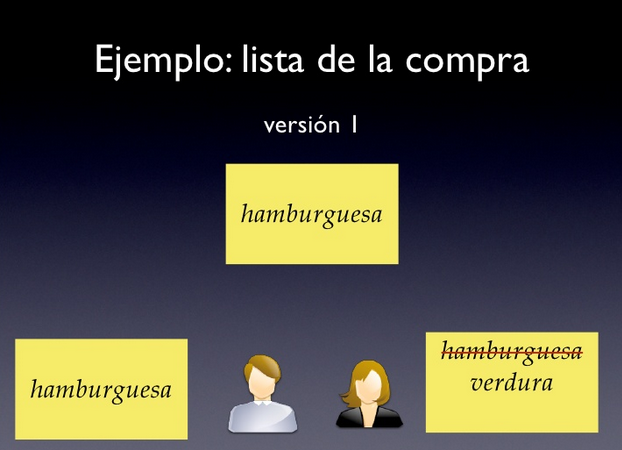 Ejemplo: lista de la compra
versión 1
hamburguesa
hamburguesa
hamburguesa
verdura